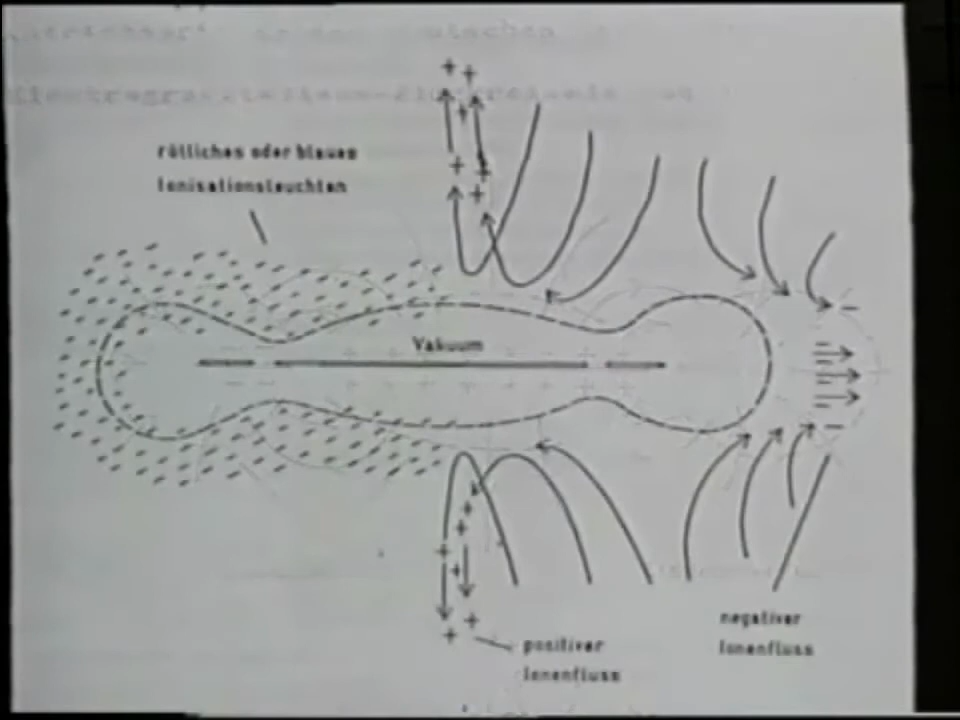 rötliches oder blaues
Ionisationsleuchten
Vakuum
positiver
Ionenfluss
negativer
Ionenfluss